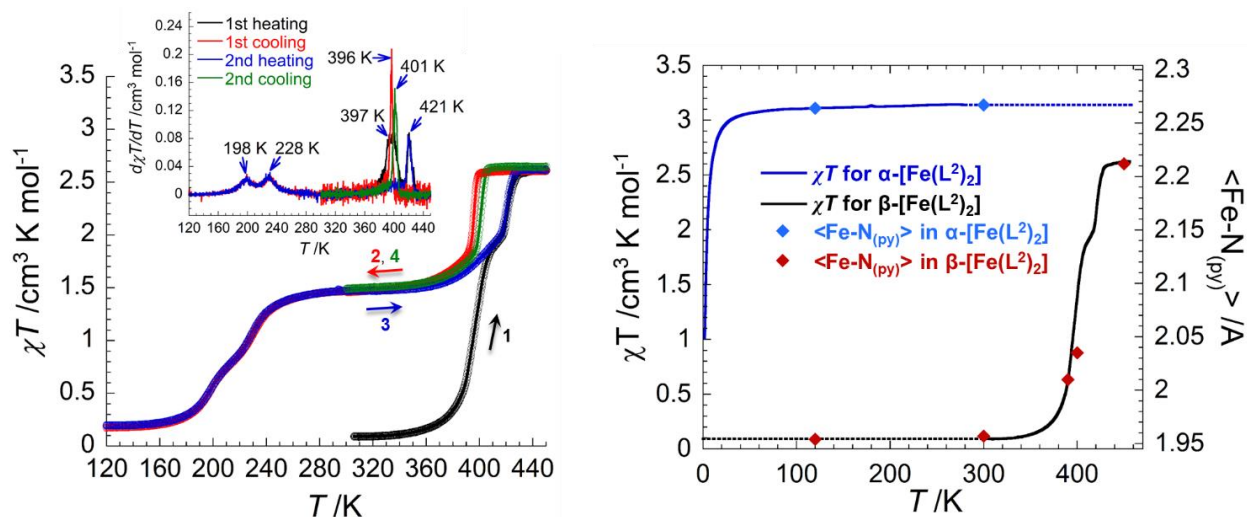 0.26
0.2
0.16
0.12
0.08
0.04
0
dχT/dT /cm³ K mol⁻¹
1st heating
1st cooling
2nd heating
2nd cooling
396 K
401 K
397 K
421 K
198 K
228 K
120 160 200 240 280 320 360 400 440
T /K
3.5
3
2.5
2
1.5
1
0.5
0
χT /cm³ K mol⁻¹
2, 4
3
1
120 160 200 240 280 320 360 400 440
T /K
3.5
3
2.5
2
1.5
1
0.5
0
χT /cm³ K mol⁻¹
χT for α-[Fe(L²)₂]
χT for β-[Fe(L²)₂]
<Fe-N(py)> in α-[Fe(L²)₂]
<Fe-N(py)> in β-[Fe(L²)₂]
0 100 200 300 400
T /K
2.3
2.25
2.2
2.15
2.1
2.05
2
1.95
<Fe-N(py)> /A